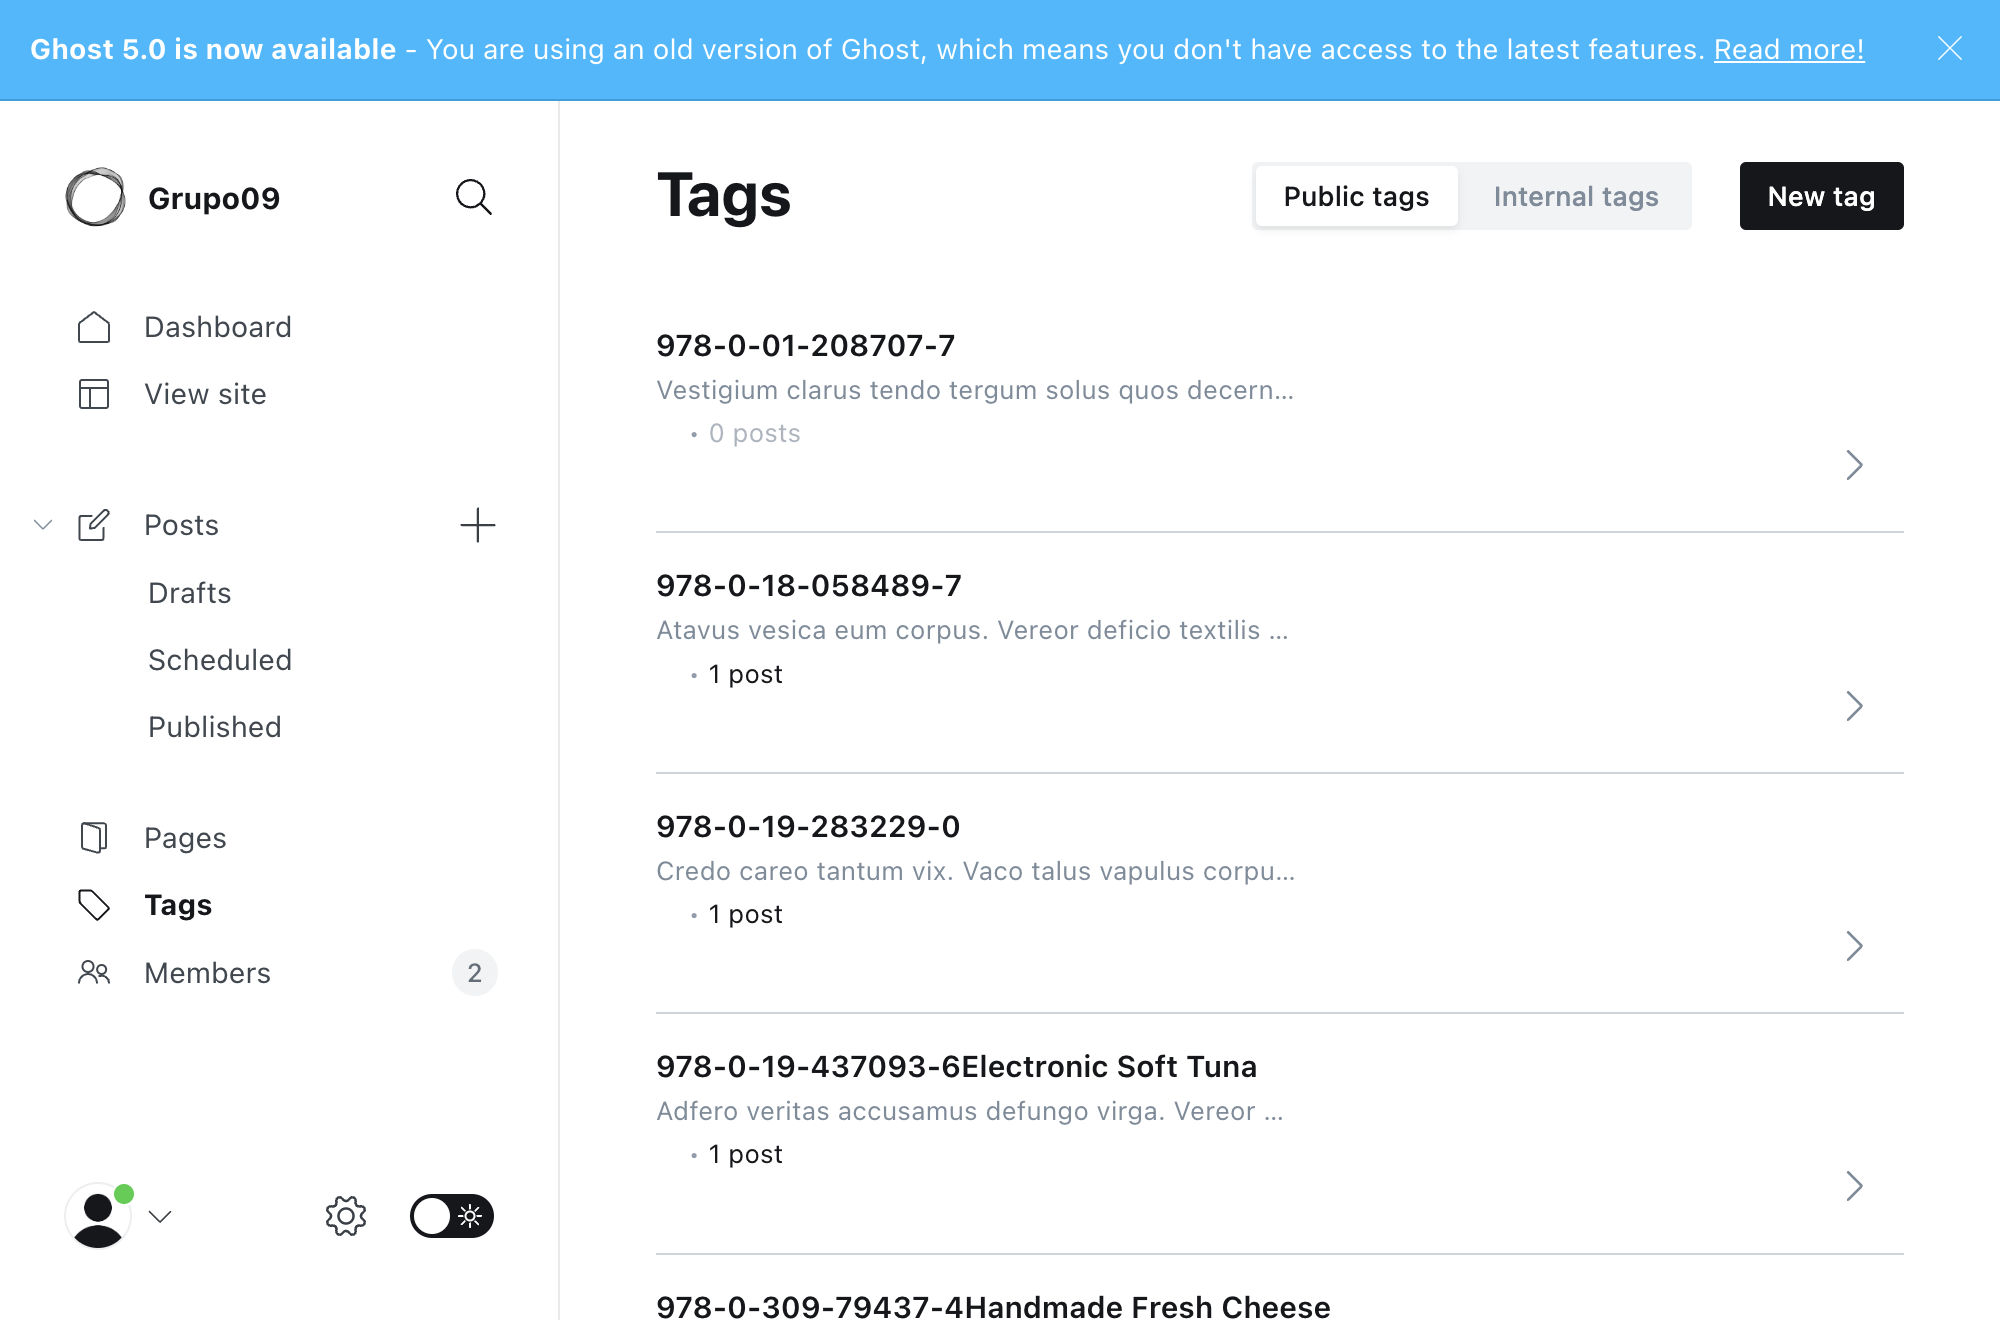 Ghost 5.0 is now available - You are using an old version of Ghost, which means you don't have access to the latest features. Read more!
Grupo09
Dashboard
View site
Posts
Drafts
Scheduled
Published
Pages
Tags
Members
2
Tags
Public tags
Internal tags
New tag
978-0-01-208707-7
Vestigium clarus tendo tergum solus quos decern...
• 0 posts
978-0-18-058489-7
Atavus vesica eum corpus. Vereor deficio textilis ...
• 1 post
978-0-19-283229-0
Credo careo tantum vix. Vaco talus vapulus corpu...
• 1 post
978-0-19-437093-6Electronic Soft Tuna
Adfero veritas accusamus defungo virga. Vereor ...
• 1 post
978-0-309-79437-4Handmade Fresh Cheese